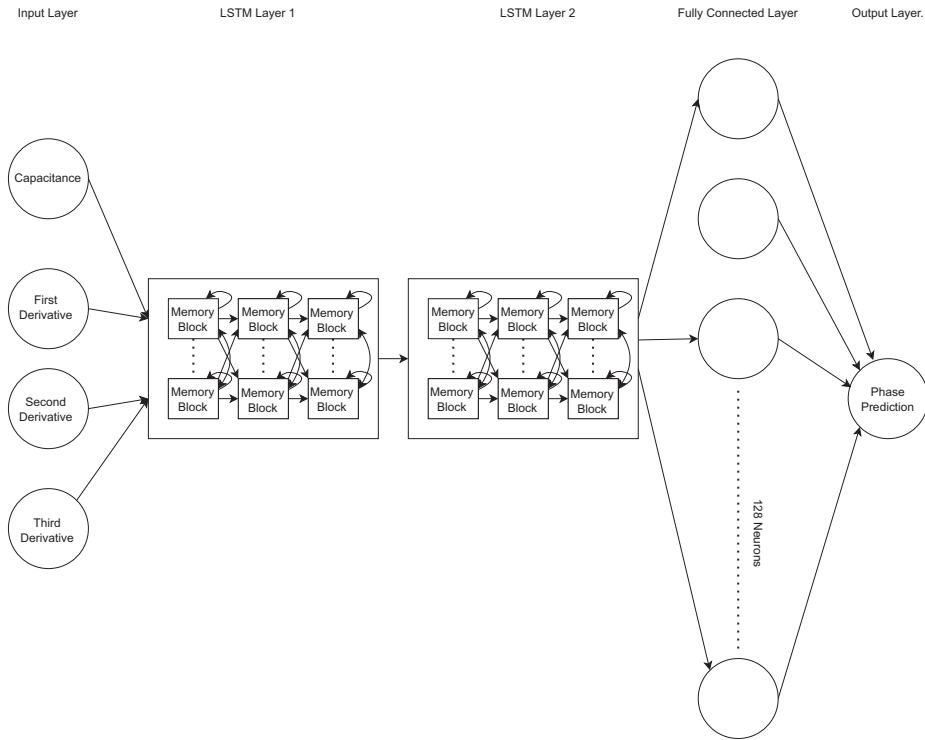 Input Layer
LSTM Layer 1
LSTM Layer 2
Fully Connected Layer
Output Layer.
Capacitance
First
Derivative
Second
Derivative
Third
Derivative
Memory
Block
Memory
Block
Memory
Block
Memory
Block
Memory
Block
Memory
Block
Memory
Block
Memory
Block
Memory
Block
Memory
Block
Memory
Block
Memory
Block
128 Neurons
Phase
Prediction